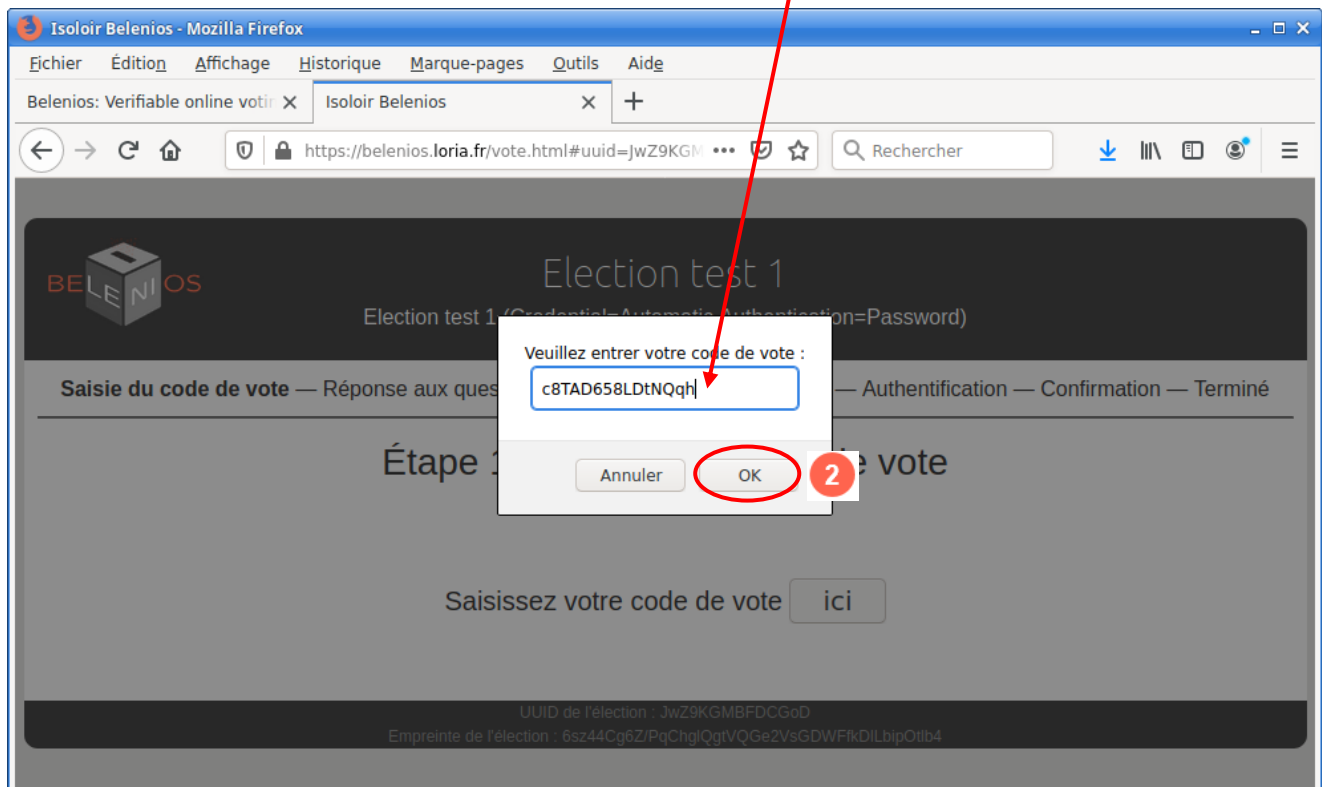 Isoloir Belenios - Mozilla Firefox
Fichier Édition Affichage Historique Marque-pages Outils Aide
Belenios: Verifiable online votin Isoloir Belenios
https://belenios.loria.fr/vote.html#uuid=JwZ9KGM Rechercher
BELENIOS
Election test 1
Election test 1 (Credential=Automatic Authentication=Password)
Veuillez entrer votre code de vote :
c8TAD658LDtNQqh
Saisie du code de vote — Réponse aux ques — Authentification — Confirmation — Terminé
Étape 1 vote
Annuler OK 2
Saisissez votre code de vote ici
UUID de l'élection : JwZ9KGMBFDCGoD
Empreinte de l'élection :